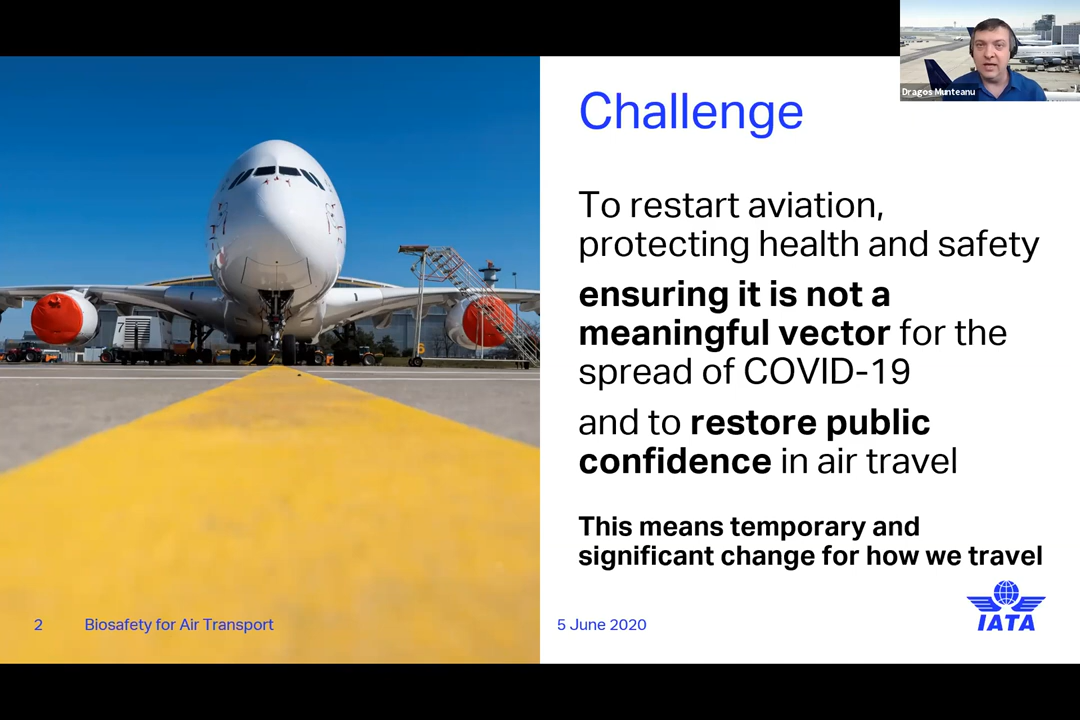 Dragos Munteanu
Challenge
To restart aviation,
protecting health and safety
ensuring it is not a
meaningful vector for the
spread of COVID-19
and to restore public
confidence in air travel
This means temporary and
significant change for how we travel
7
6
2
Biosafety for Air Transport
5 June 2020
IATA